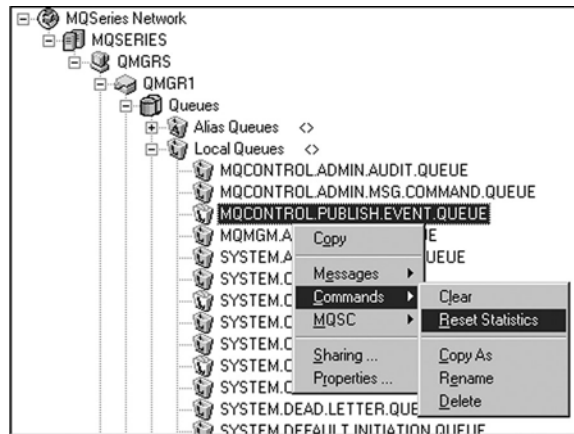 MQSeries Network
MQSERIES
QMGRS
QMGR1
Queues
Alias Queues <>
Local Queues <>
MQCONTROL.ADMIN.AUDIT.QUEUE
MQCONTROL.ADMIN.MSG.COMMAND.QUEUE
MQCONTROL.PUBLISH.EVENT.QUEUE
MQMGM.A
SYSTEM.A UEUE
SYSTEM.C
SYSTEM.C
SYSTEM.C
SYSTEM.C
SYSTEM.C
SYSTEM.C
SYSTEM.DEAD.LETTER.QUE
SYSTEM.DEFAULT.INITIATION.QUEUE
Copy
Messages
Commands
MQSC
Sharing ...
Properties ...
Clear
Reset Statistics
Copy As
Rename
Delete